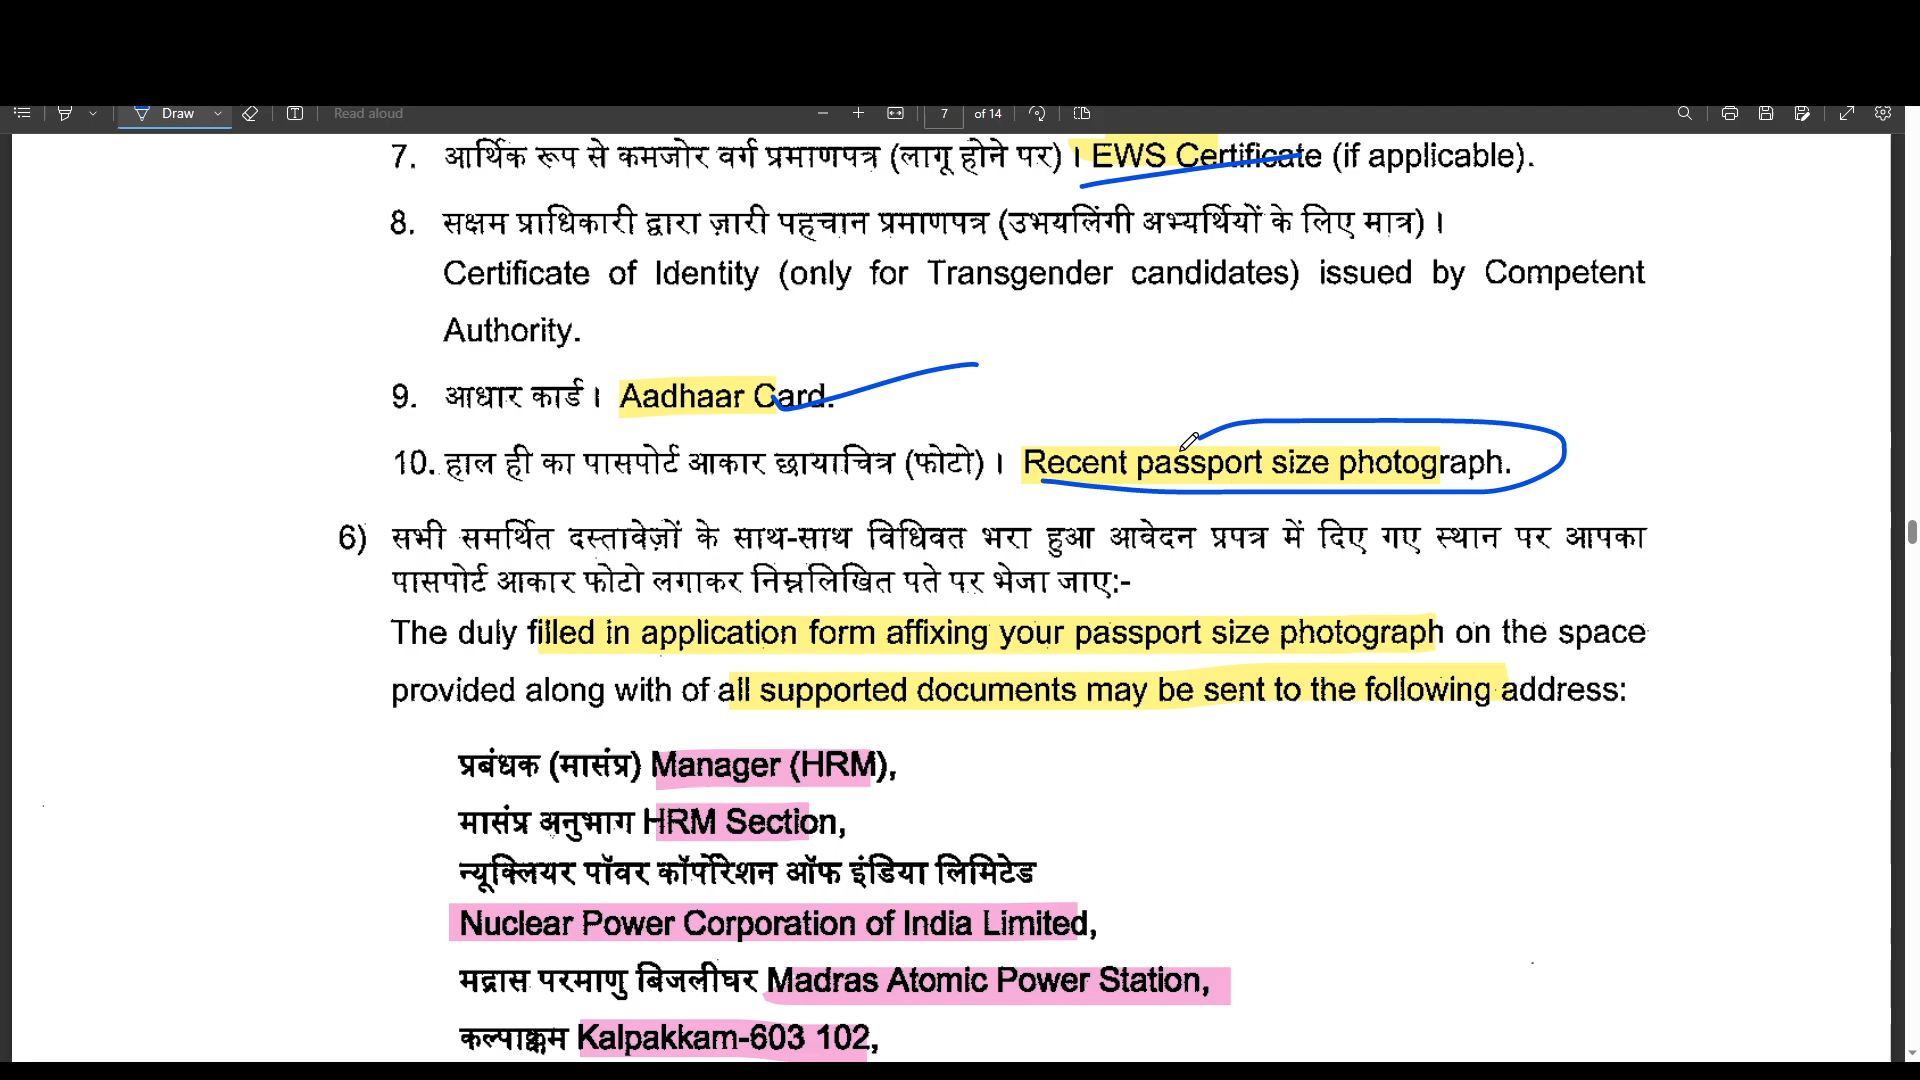 Draw
Read aloud
7
of 14
7. आर्थिक रूप से कमजोर वर्ग प्रमाणपत्र (लागू होने पर) । EWS Certificate (if applicable).
8. सक्षम प्राधिकारी द्वारा ज़ारी पहचान प्रमाणपत्र (उभयलिंगी अभ्यर्थियों के लिए मात्र) ।
Certificate of Identity (only for Transgender candidates) issued by Competent
Authority.
9. आधार कार्ड । Aadhaar Card.
10. हाल ही का पासपोर्ट आकार छायाचित्र (फोटो) । Recent passport size photograph.
6) सभी समर्थित दस्तावेज़ों के साथ-साथ विधिवत भरा हुआ आवेदन प्रपत्र में दिए गए स्थान पर आपका
पासपोर्ट आकार फोटो लगाकर निम्नलिखित पते पर भेजा जाए:-
The duly filled in application form affixing your passport size photograph on the space
provided along with of all supported documents may be sent to the following address:
प्रबंधक (मासंप्र) Manager (HRM),
मासंप्र अनुभाग HRM Section,
न्यूक्लियर पॉवर कॉर्पोरेशन ऑफ इंडिया लिमिटेड
Nuclear Power Corporation of India Limited,
मद्रास परमाणु बिजलीघर Madras Atomic Power Station,
कल्पाक्कम Kalpakkam-603 102,